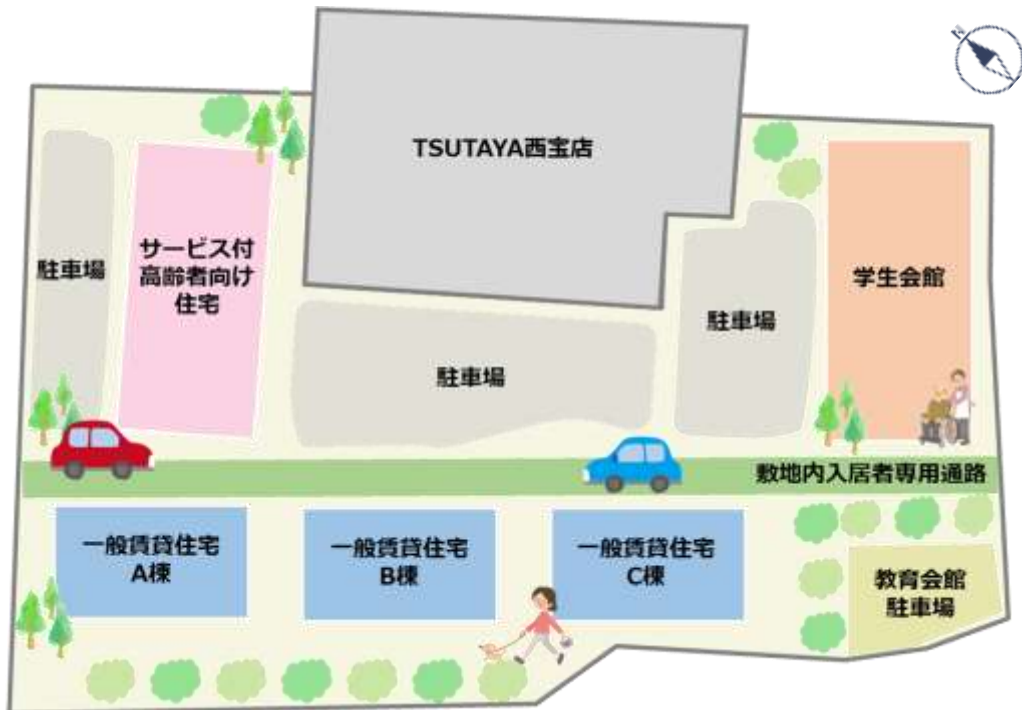 N
TSUTAYA西宝店
サービス付
高齢者向け
住宅
駐車場
学生会館
駐車場
駐車場
敷地内入居者専用通路
一般賃貸住宅
A棟
一般賃貸住宅
B棟
一般賃貸住宅
C棟
教育会館
駐車場